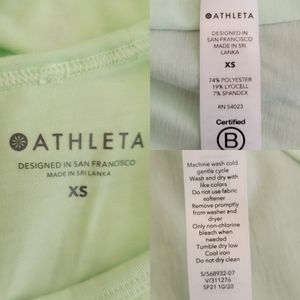 ATHLETA
DESIGNED IN SAN FRANCISCO
MADE IN SRI LANKA
XS
ATHLETA
DESIGNED IN
SAN FRANCISCO
MADE IN SRI
LANKA
XS
74% POLYESTER
19% LYOCELL
7% SPANDEX
RN 54023
Certified
B
Machine wash cold
gentle cycle
Wash and dry with
like colors
Do not use fabric
softener
Remove promptly
from washer and
dryer
Only non-chlorine
bleach when
needed
Tumble dry low
Cool iron
Do not dry clean
S/568932-07
V/311276
SP21 10/20